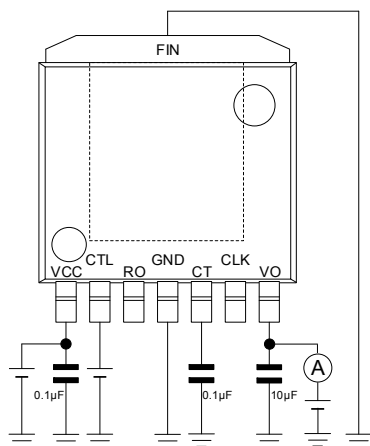 FIN
CTL GND CLK
VCC RO CT VO
A
0.1µF 0.1µF 10µF